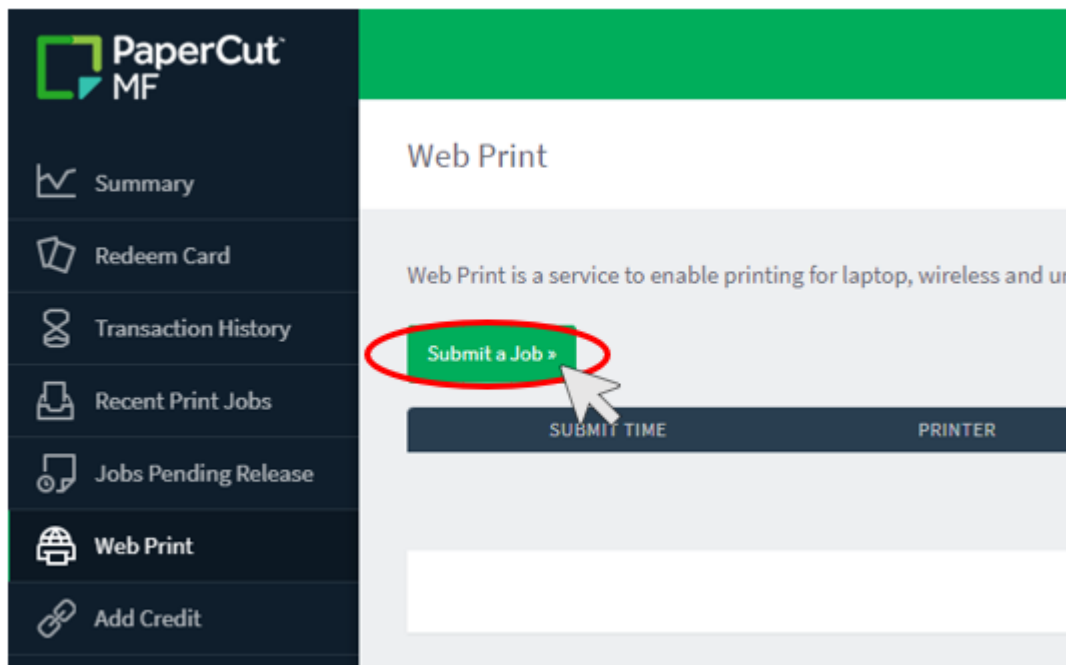 PaperCut™
MF
Summary
Redeem Card
Transaction History
Recent Print Jobs
Jobs Pending Release
Web Print
Add Credit
Web Print
Web Print is a service to enable printing for laptop, wireless and
Submit a Job »
SUBMIT TIME PRINTER